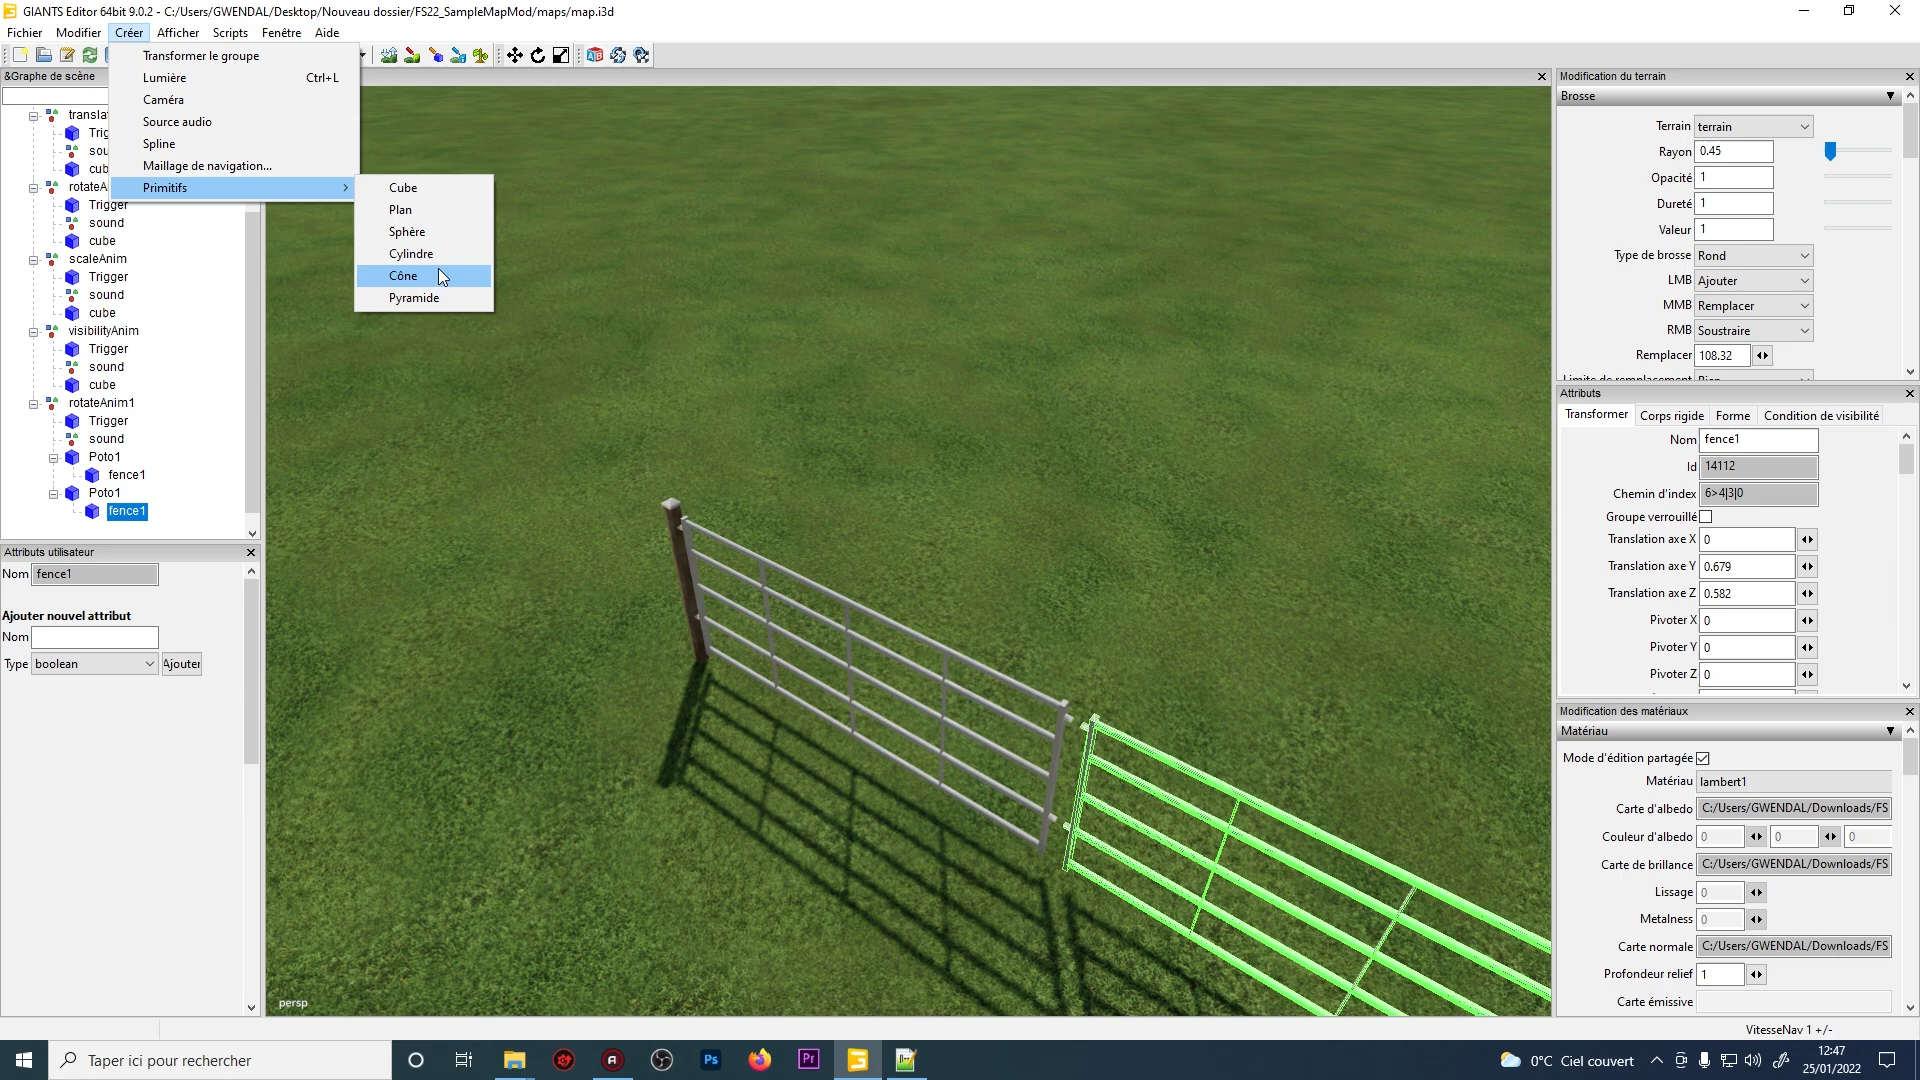 GIANTS Editor 64bit 9.0.2 - C:/Users/GWENDAL/Desktop/Nouveau dossier/FS22_SampleMapMod/maps/map.i3d
Fichier Modifier Créer Afficher Scripts Fenêtre Aide
&Graphe de scène
Transformer le groupe
Lumière Ctrl+L
Caméra
Source audio
Spline
Maillage de navigation...
Primitifs
Cube
Plan
Sphère
Cylindre
Cône
Pyramide
Trigger
sound
cube
scaleAnim
Trigger
sound
cube
visibilityAnim
Trigger
sound
cube
rotateAnim1
Trigger
sound
Poto1
fence1
Poto1
fence1
Attributs utilisateur
Nom fence1
Ajouter nouvel attribut
Nom
Type boolean Ajouter
persp
Modification du terrain
Brosse
Terrain terrain
Rayon 0.45
Opacité 1
Dureté 1
Valeur 1
Type de brosse Rond
LMB Ajouter
MMB Remplacer
RMB Soustraire
Remplacer 108.32
Limite de remplacement Rien
Attributs
Transformer Corps rigide Forme Condition de visibilité
Nom fence1
Id 14112
Chemin d'index 6>4|3|0
Groupe verrouillé
Translation axe X 0
Translation axe Y 0.679
Translation axe Z 0.582
Pivoter X 0
Pivoter Y 0
Pivoter Z 0
Modification des matériaux
Matériau
Mode d'édition partagée
Matériau lambert1
Carte d'albedo C:/Users/GWENDAL/Downloads/FS
Couleur d'albedo 0 0 0
Carte de brillance C:/Users/GWENDAL/Downloads/FS
Lissage 0
Metalness 0
Carte normale C:/Users/GWENDAL/Downloads/FS
Profondeur relief 1
Carte émissive
VitesseNav 1 +/-
Taper ici pour rechercher
Ps
Pr
0°C Ciel couvert
12:47
25/01/2022